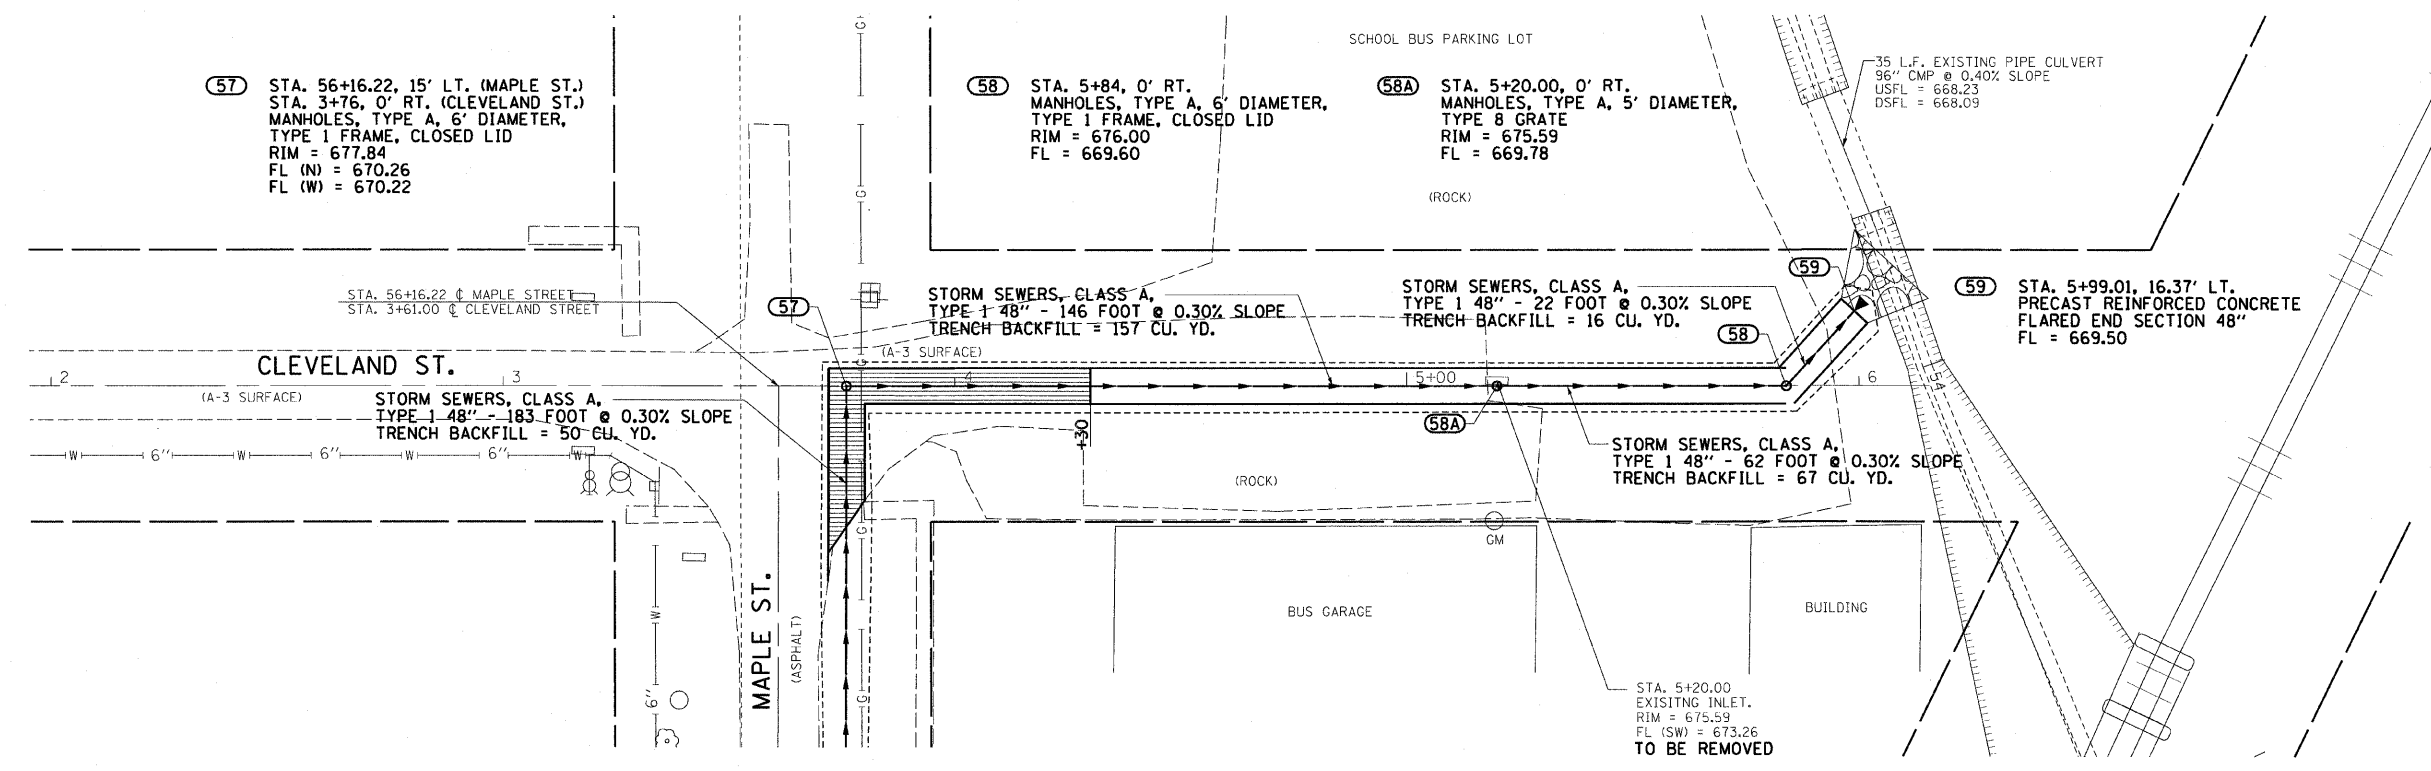 SCHOOL BUS PARKING LOT
57
STA. 56+16.22, 15' LT. (MAPLE ST.)
STA. 3+76, 0' RT. (CLEVELAND ST.)
MANHOLES, TYPE A, 6' DIAMETER,
TYPE 1 FRAME, CLOSED LID
RIM = 677.84
FL (N) = 670.26
FL (W) = 670.22
58
STA. 5+84, 0' RT.
MANHOLES, TYPE A, 6' DIAMETER,
TYPE 1 FRAME, CLOSED LID
RIM = 676.00
FL = 669.60
58A
STA. 5+20.00, 0' RT.
MANHOLES, TYPE A, 5' DIAMETER,
TYPE 8 GRATE
RIM = 675.59
FL = 669.78
35 L.F. EXISTING PIPE CULVERT
96" CMP @ 0.40% SLOPE
USFL = 668.23
DSFL = 668.09
(ROCK)
G
G
STA. 56+16.22 ℄ MAPLE STREET
STA. 3+61.00 ℄ CLEVELAND STREET
57
STORM SEWERS, CLASS A,
TYPE 1 48" - 146 FOOT @ 0.30% SLOPE
TRENCH BACKFILL = 157 CU. YD.
STORM SEWERS, CLASS A,
TYPE 1 48" - 22 FOOT @ 0.30% SLOPE
TRENCH BACKFILL = 16 CU. YD.
59
58
59
STA. 5+99.01, 16.37' LT.
PRECAST REINFORCED CONCRETE
FLARED END SECTION 48"
FL = 669.50
CLEVELAND ST.
(A-3 SURFACE)
G
2
3
4
5+00
6
54
(A-3 SURFACE)
STORM SEWERS, CLASS A,
TYPE 1 48" - 183 FOOT @ 0.30% SLOPE
TRENCH BACKFILL = 50 CU. YD.
58A
+30
STORM SEWERS, CLASS A,
TYPE 1 48" - 62 FOOT @ 0.30% SLOPE
TRENCH BACKFILL = 67 CU. YD.
W 6" W 6" W 6" W
(ROCK)
G
GM
MAPLE ST.
(ASPHALT)
W
6"
G
BUS GARAGE
BUILDING
STA. 5+20.00
EXISITNG INLET.
RIM = 675.59
FL (SW) = 673.26
TO BE REMOVED